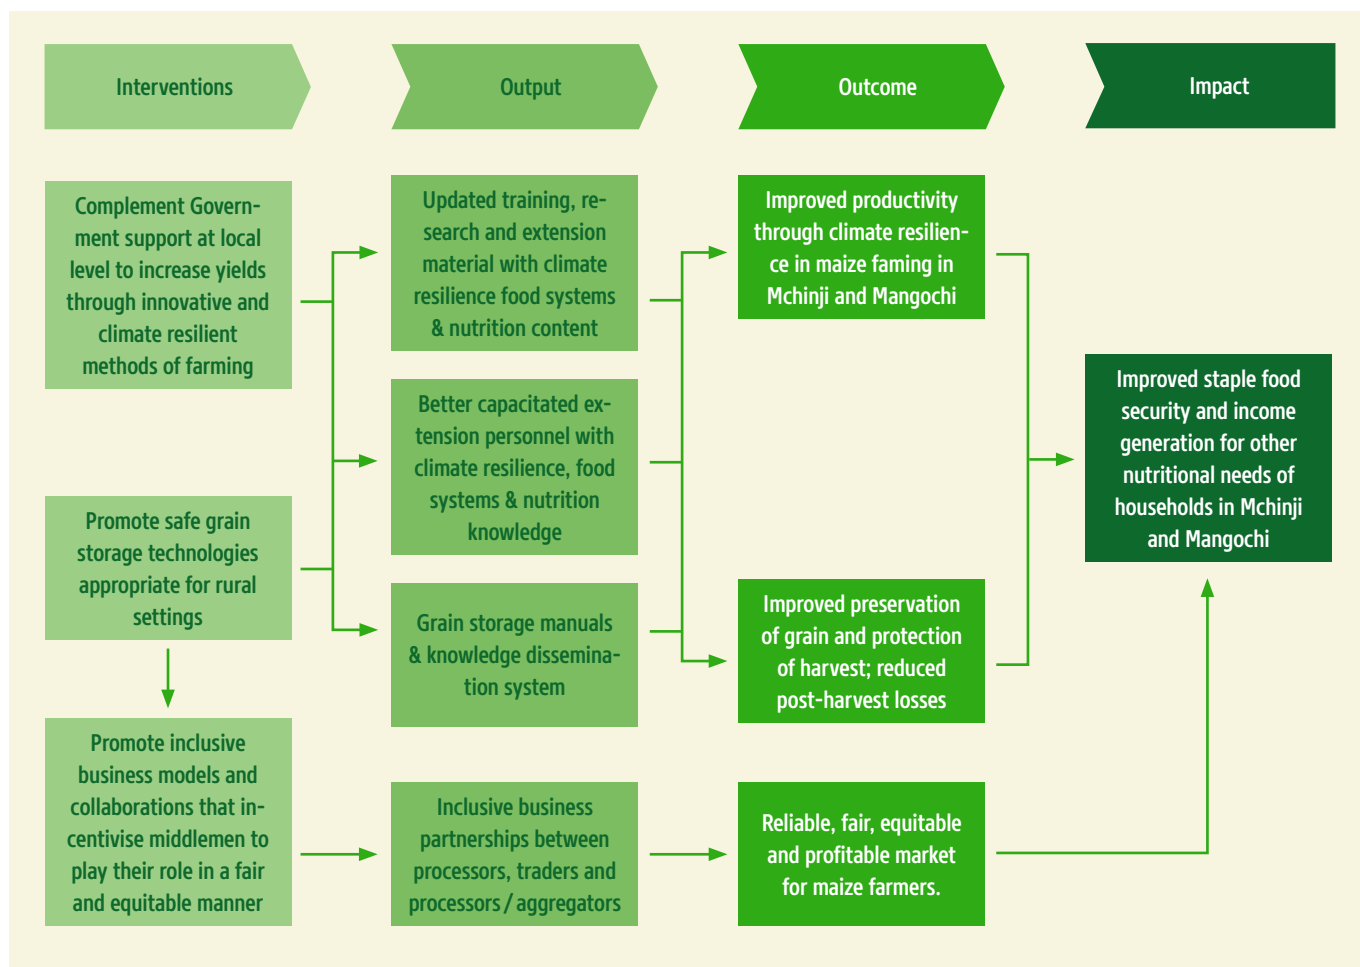 Interventions
Output
Outcome
Impact
Complement Govern-
ment support at local
level to increase yields
through innovative and
climate resilient
methods of farming
Promote safe grain
storage technologies
appropriate for rural
settings
Promote inclusive
business models and
collaborations that in-
centivise middlemen to
play their role in a fair
and equitable manner
Updated training, re-
search and extension
material with climate
resilience food systems
& nutrition content
Better capacitated ex-
tension personnel with
climate resilience, food
systems & nutrition
knowledge
Grain storage manuals
& knowledge dissemina-
tion system
Inclusive business
partnerships between
processors, traders and
processors / aggregators
Improved productivity
through climate resilien-
ce in maize faming in
Mchinji and Mangochi
Improved preservation
of grain and protection
of harvest; reduced
post-harvest losses
Reliable, fair, equitable
and profitable market
for maize farmers.
Improved staple food
security and income
generation for other
nutritional needs of
households in Mchinji
and Mangochi